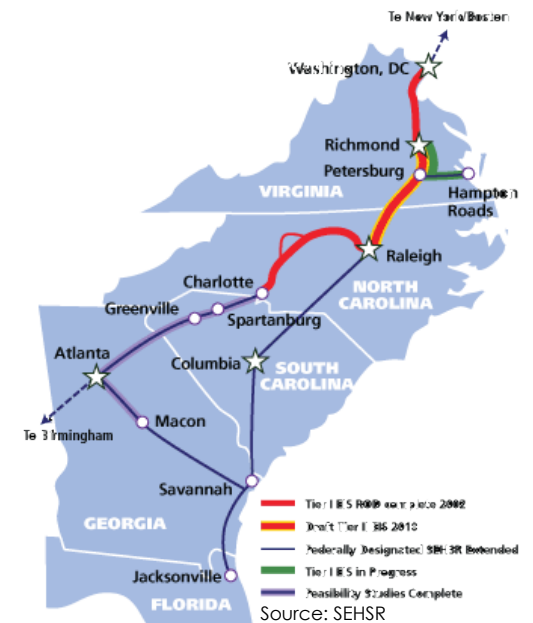 To New York/Boston
Washington, DC
Richmond
Petersburg
VIRGINIA
Hampton
Roads
Raleigh
Charlotte
NORTH
CAROLINA
Greenville
Spartanburg
Atlanta
Columbia
SOUTH
CAROLINA
Macon
To Birmingham
Savannah
GEORGIA
Jacksonville
FLORIDA
Tier I EIS ROD complete 2002
Draft Tier II EIS 2010
Federally Designated SEHSR Extended
Tier I EIS in Progress
Feasibility Studies Complete
Source: SEHSR